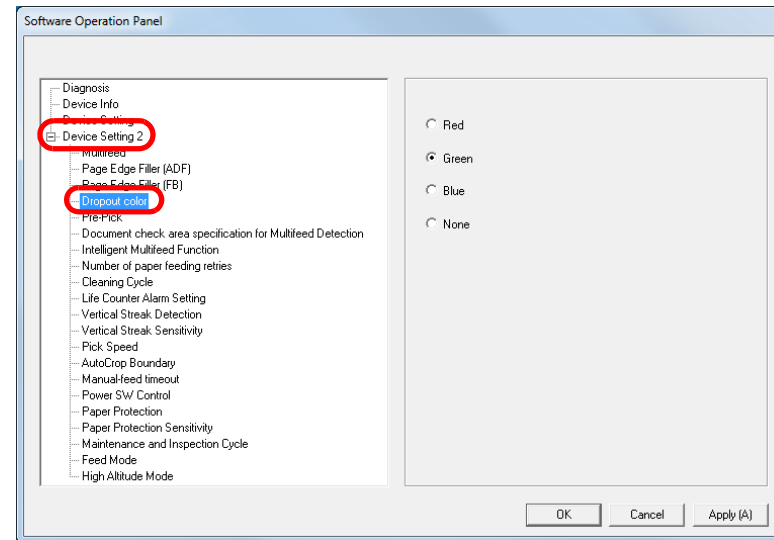 Software Operation Panel
Diagnosis
Device Info
Device Setting
Device Setting 2
Multifeed
Page Edge Filler (ADF)
Page Edge Filler (FB)
Dropout color
Pre-Pick
Document check area specification for Multifeed Detection
Intelligent Multifeed Function
Number of paper feeding retries
Cleaning Cycle
Life Counter Alarm Setting
Vertical Streak Detection
Vertical Streak Sensitivity
Pick Speed
AutoCrop Boundary
Manual-feed timeout
Power SW Control
Paper Protection
Paper Protection Sensitivity
Maintenance and Inspection Cycle
Feed Mode
High Altitude Mode
Red
Green
Blue
None
OK Cancel Apply (A)